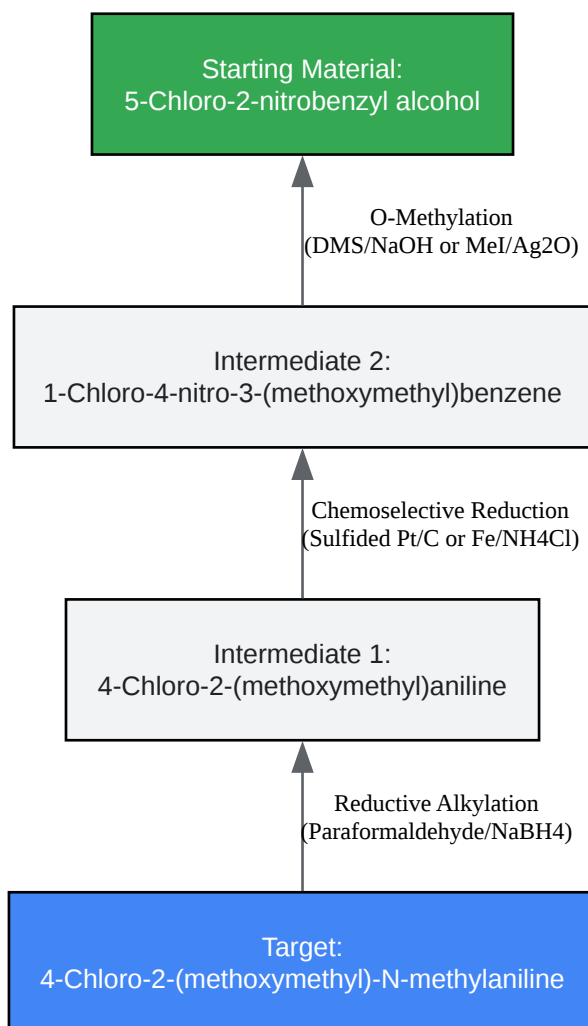 Starting Material:
5-Chloro-2-nitrobenzyl alcohol
O-Methylation
(DMS/NaOH or MeI/Ag2O)
Intermediate 2:
1-Chloro-4-nitro-3-(methoxymethyl)benzene
Chemoselective Reduction
(Sulfided Pt/C or Fe/NH4Cl)
Intermediate 1:
4-Chloro-2-(methoxymethyl)aniline
Reductive Alkylation
(Paraformaldehyde/NaBH4)
Target:
4-Chloro-2-(methoxymethyl)-N-methylaniline